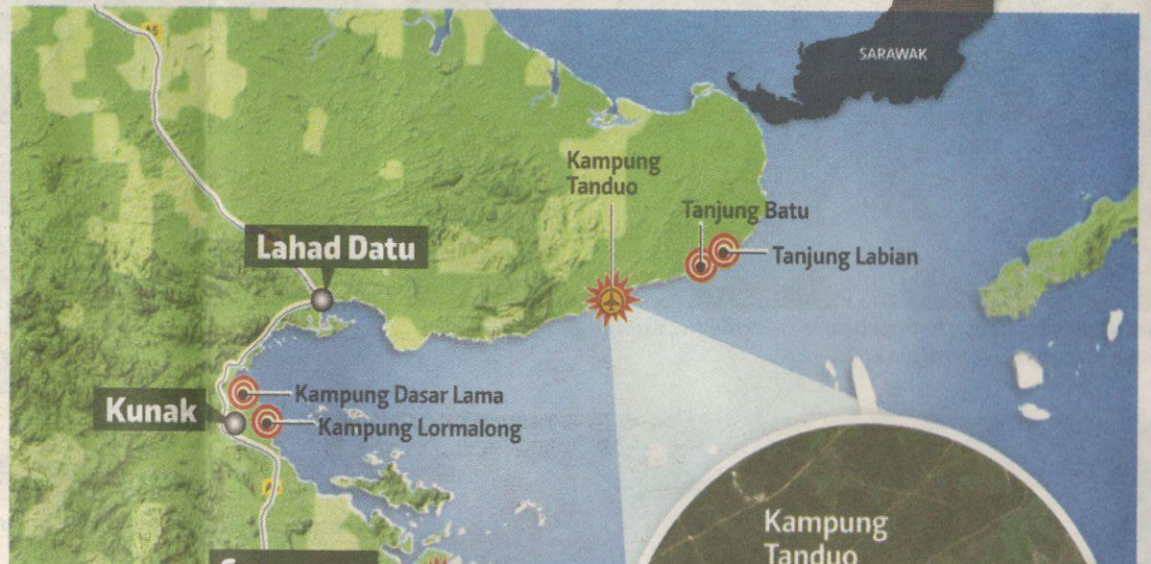 SARAWAK
Kampung
Tanduo
Tanjung Batu
Tanjung Labian
Lahad Datu
Kampung Dasar Lama
Kunak
Kampung Lormalong
Kampung
Tanduo